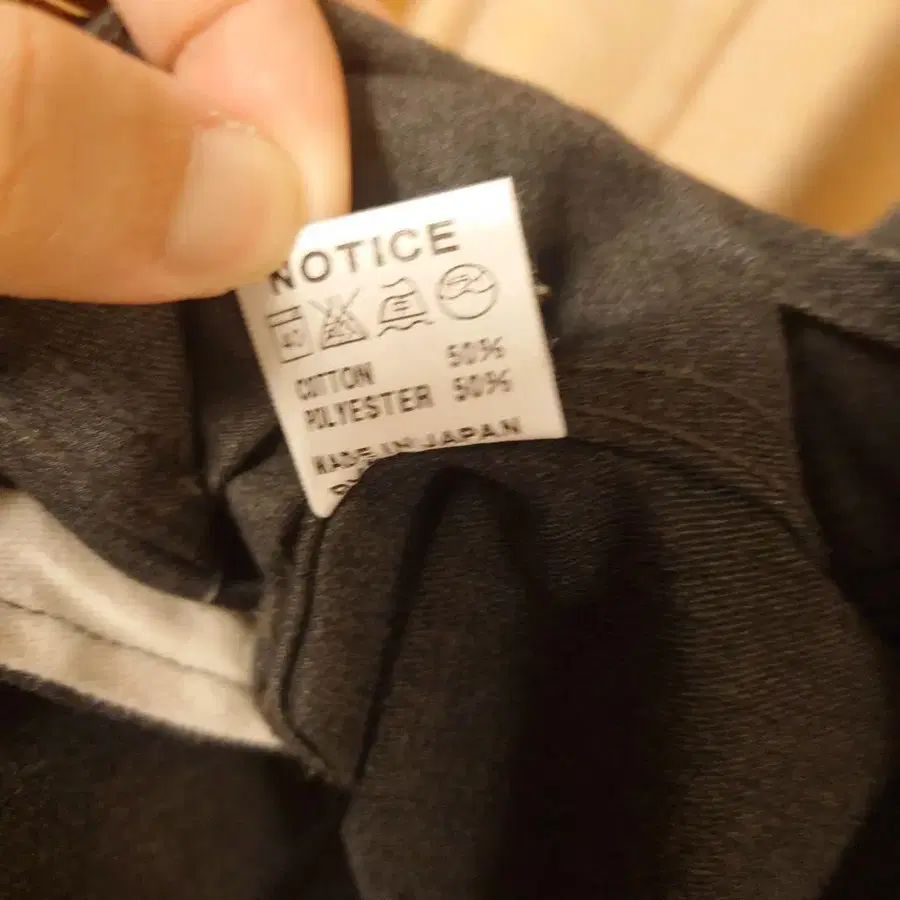 NOTICE
40
COTTON 50%
POLYESTER 50%
MADE IN JAPAN